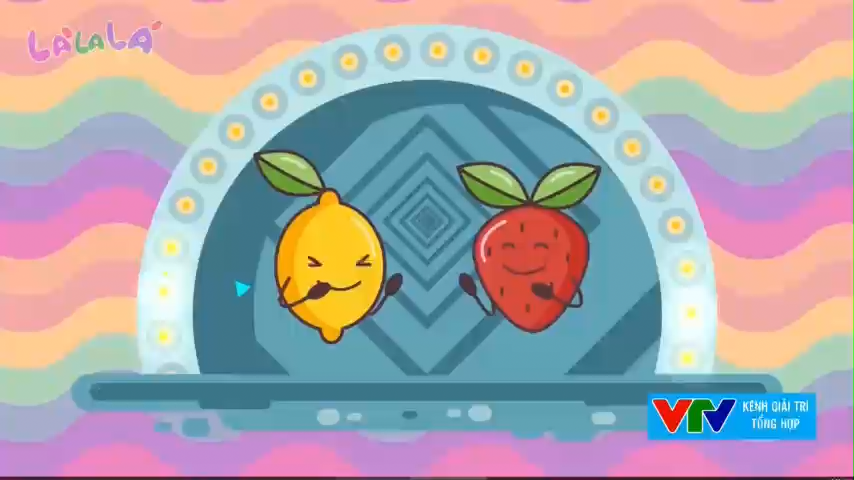 LALALA
VTV
KÊNH GIẢI TRÍ
TỔNG HỢP